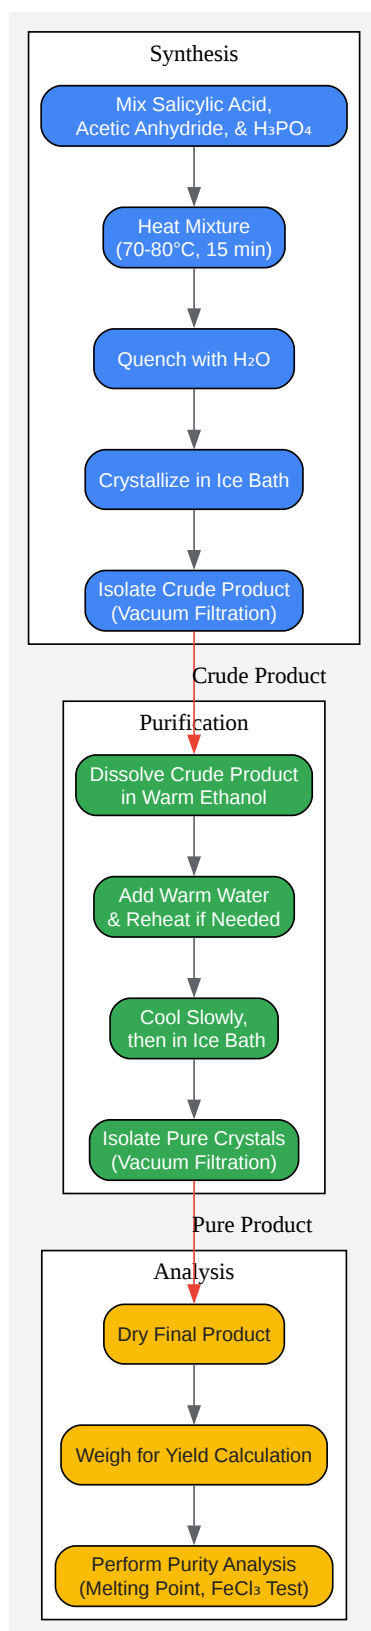 Synthesis
Mix Salicylic Acid,
Acetic Anhydride, & H₃PO₄
Heat Mixture
(70-80°C, 15 min)
Quench with H₂O
Crystallize in Ice Bath
Isolate Crude Product
(Vacuum Filtration)
Crude Product
Purification
Dissolve Crude Product
in Warm Ethanol
Add Warm Water
& Reheat if Needed
Cool Slowly,
then in Ice Bath
Isolate Pure Crystals
(Vacuum Filtration)
Pure Product
Analysis
Dry Final Product
Weigh for Yield Calculation
Perform Purity Analysis
(Melting Point, FeCl₃ Test)